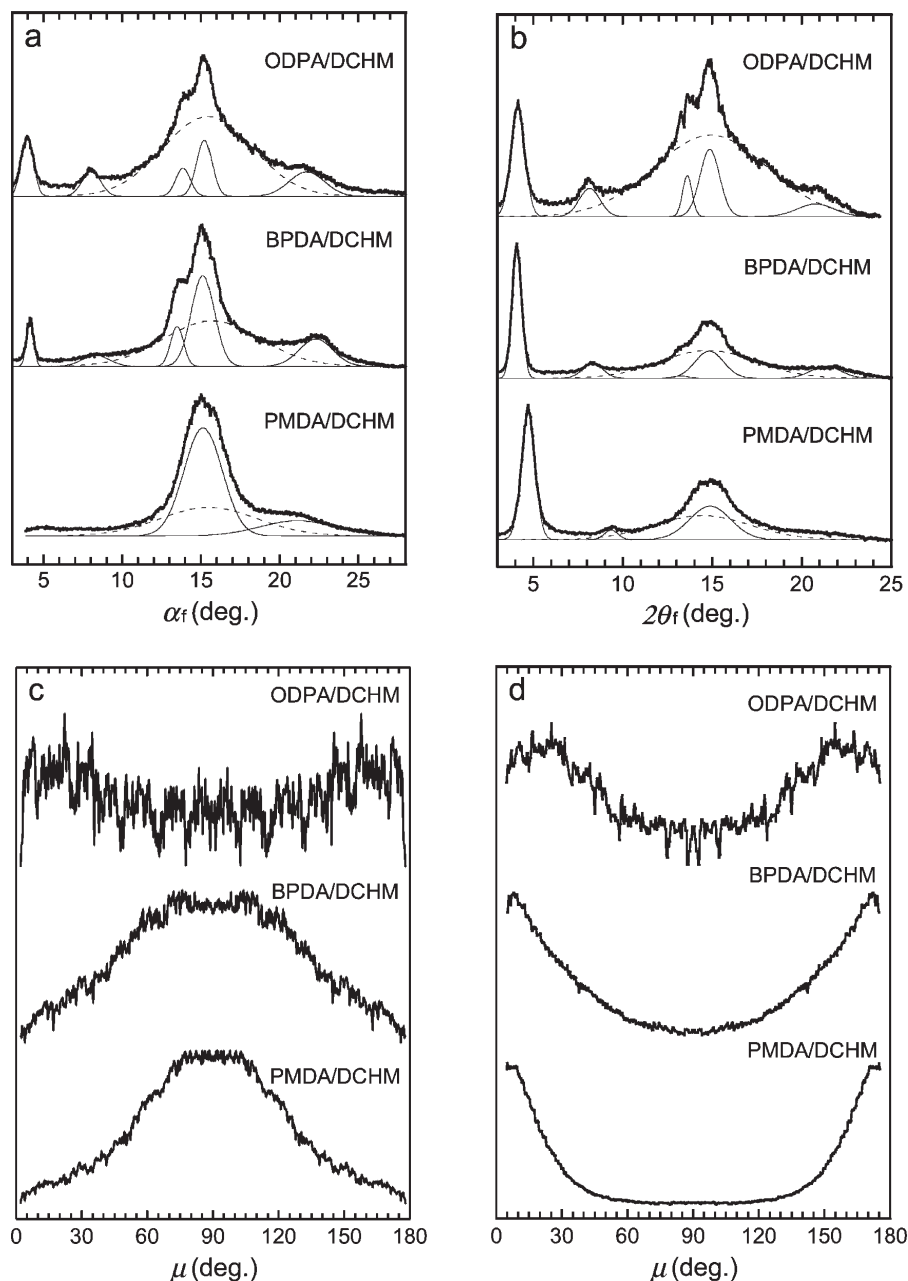 a
ODPA/DCHM
BPDA/DCHM
PMDA/DCHM
5 10 15 20 25
αf (deg.)
b
ODPA/DCHM
BPDA/DCHM
PMDA/DCHM
5 10 15 20 25
2θf (deg.)
c
ODPA/DCHM
BPDA/DCHM
PMDA/DCHM
0 30 60 90 120 150 180
μ (deg.)
d
ODPA/DCHM
BPDA/DCHM
PMDA/DCHM
0 30 60 90 120 150 180
μ (deg.)